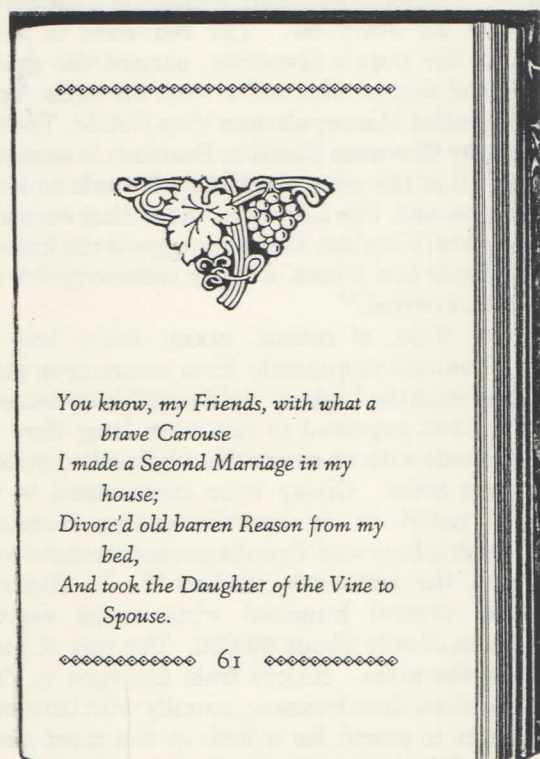 You know, my Friends, with what a
brave Carouse
I made a Second Marriage in my
house;
Divorc'd old barren Reason from my
bed,
And took the Daughter of the Vine to
Spouse.
61